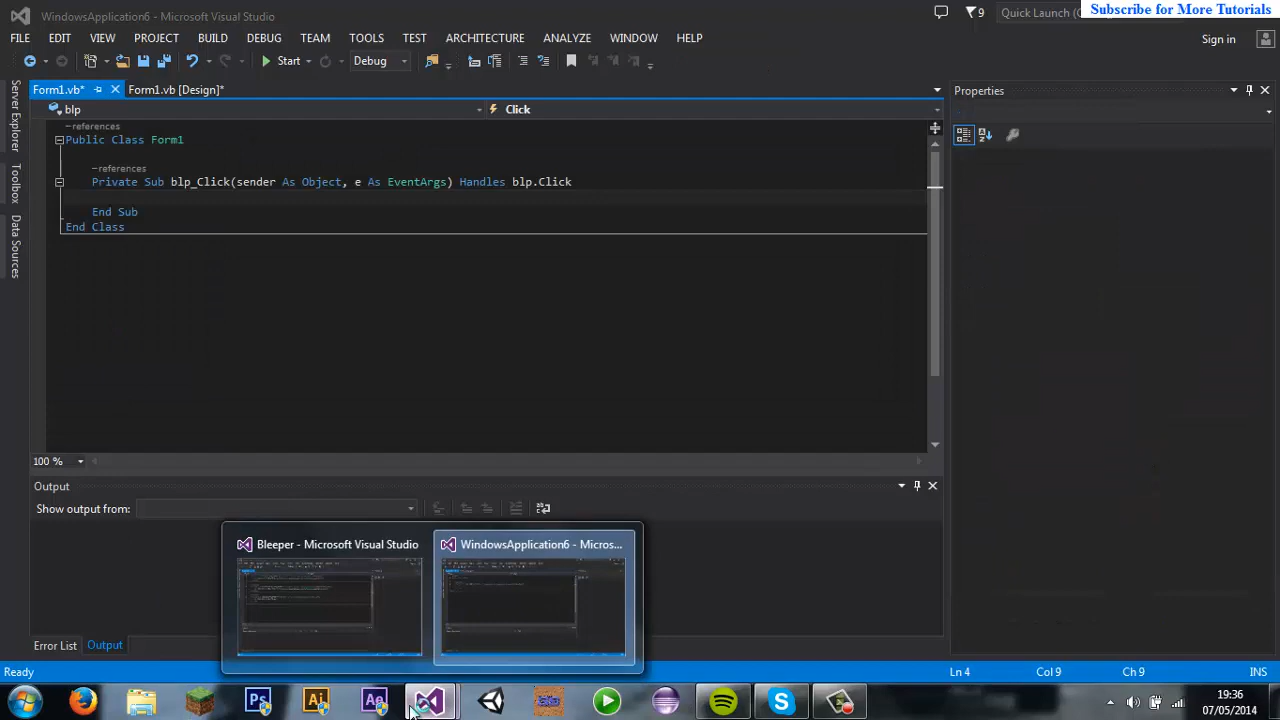 WindowsApplication6 - Microsoft Visual Studio
9
Quick Launch (C
Subscribe for More Tutorials
FILE EDIT VIEW PROJECT BUILD DEBUG TEAM TOOLS TEST ARCHITECTURE ANALYZE WINDOW HELP
Sign in
Start Debug
Form1.vb*
Form1.vb [Design]*
Properties
blp
Click
Server Explorer
Toolbox
Data Sources
–references
Public Class Form1
–references
Private Sub blp_Click(sender As Object, e As EventArgs) Handles blp.Click
End Sub
End Class
100 %
Output
Show output from:
Bleeper - Microsoft Visual Studio
WindowsApplication6 - Micros...
Error List
Output
Ready
Ln 4
Col 9
Ch 9
INS
Ps
Ai
Ae
19:36
07/05/2014